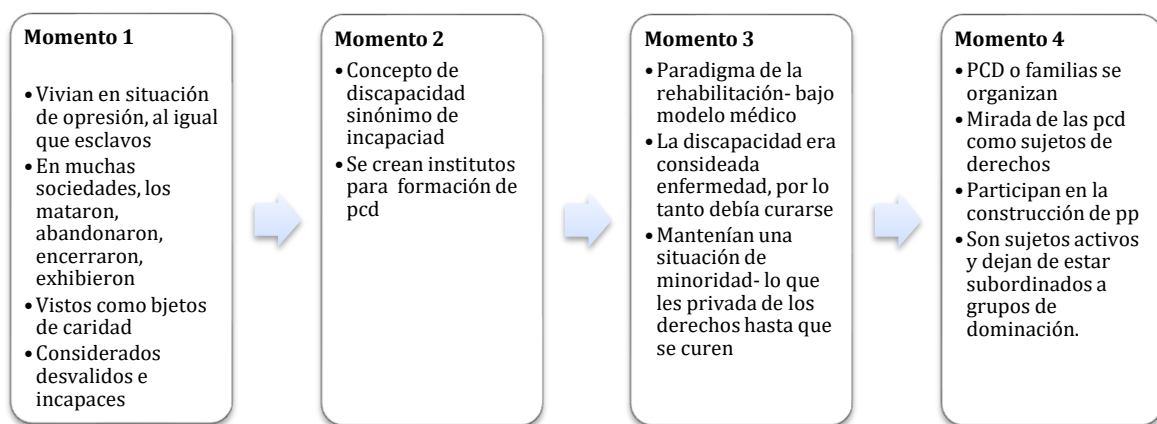 Momento 1
•Vivian en situación
de opresión, al igual
que esclavos
•En muchas
sociedades, los
mataron,
abandonaron,
encerraron,
exhibieron
•Vistos como bjetos
de caridad
•Considerados
desvalidos e
incapaces
Momento 2
•Concepto de
discapacidad
sinónimo de
incapaciad
•Se crean institutos
para formación de
pcd
Momento 3
•Paradigma de la
rehabilitación- bajo
modelo médico
•La discapacidad era
consideada
enfermedad, por lo
tanto debía curarse
•Mantenían una
situación de
minoridad- lo que
les privada de los
derechos hasta que
se curen
Momento 4
•PCD o familias se
organizan
•Mirada de las pcd
como sujetos de
derechos
•Participan en la
construcción de pp
•Son sujetos activos
y dejan de estar
subordinados a
grupos de
dominación.